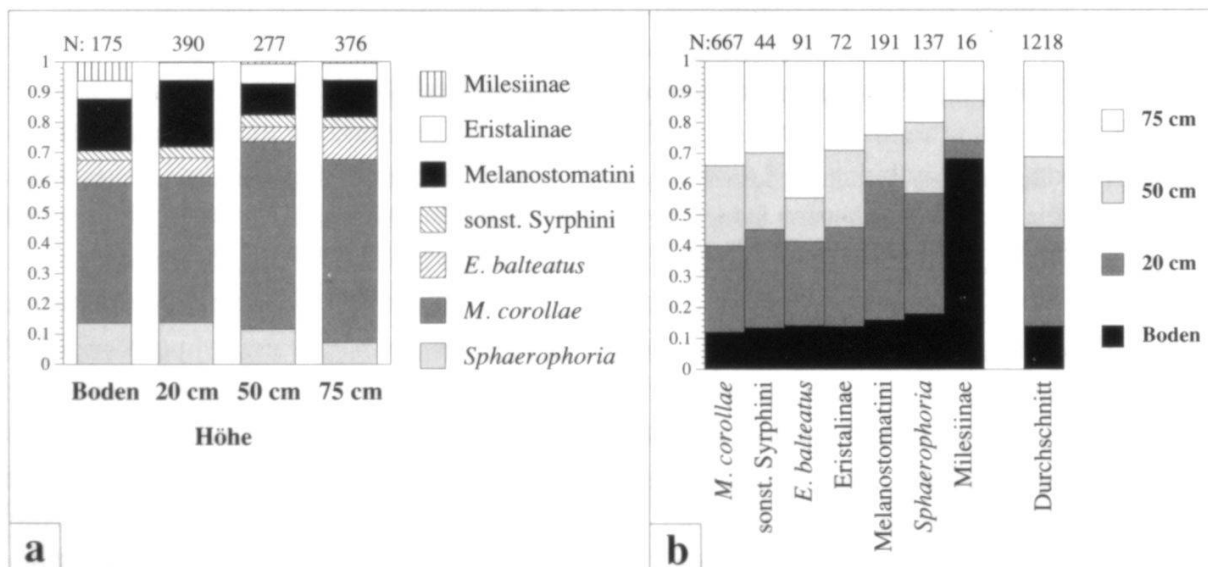 N: 175 390 277 376
1
0.9
0.8
0.7
0.6
0.5
0.4
0.3
0.2
0.1
0
Boden 20 cm 50 cm 75 cm
Höhe
Milesiinae
Eristalinae
Melanostomatini
sonst. Syrphini
E. balteatus
M. corollae
Sphaerophoria
a
N:667 44 91 72 191 137 16 1218
1
0.9
0.8
0.7
0.6
0.5
0.4
0.3
0.2
0.1
0
M. corollae
sonst. Syrphini
E. balteatus
Eristalinae
Melanostomatini
Sphaerophoria
Milesiinae
Durchschnitt
75 cm
50 cm
20 cm
Boden
b